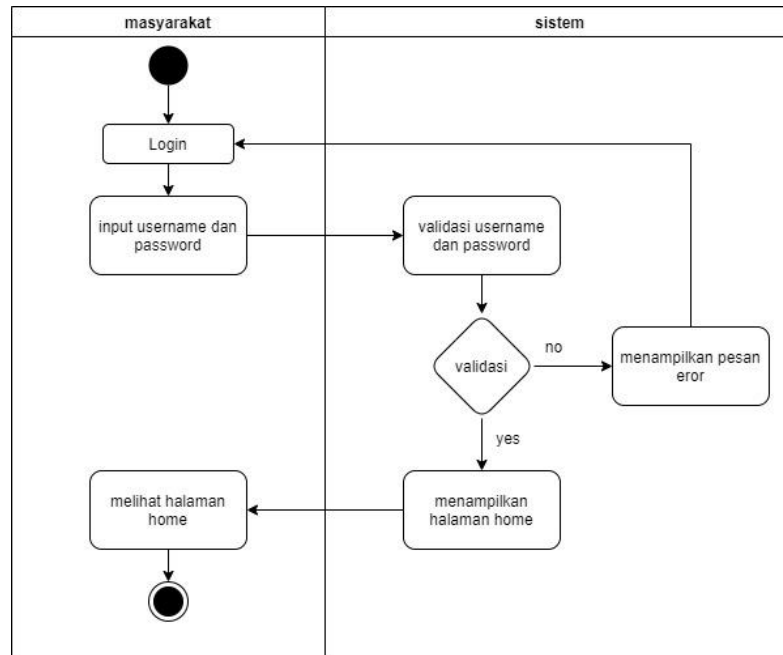 masyarakat
sistem
Login
input username dan
password
validasi username
dan password
validasi
no
menampilkan pesan
eror
yes
menampilkan
halaman home
melihat halaman
home